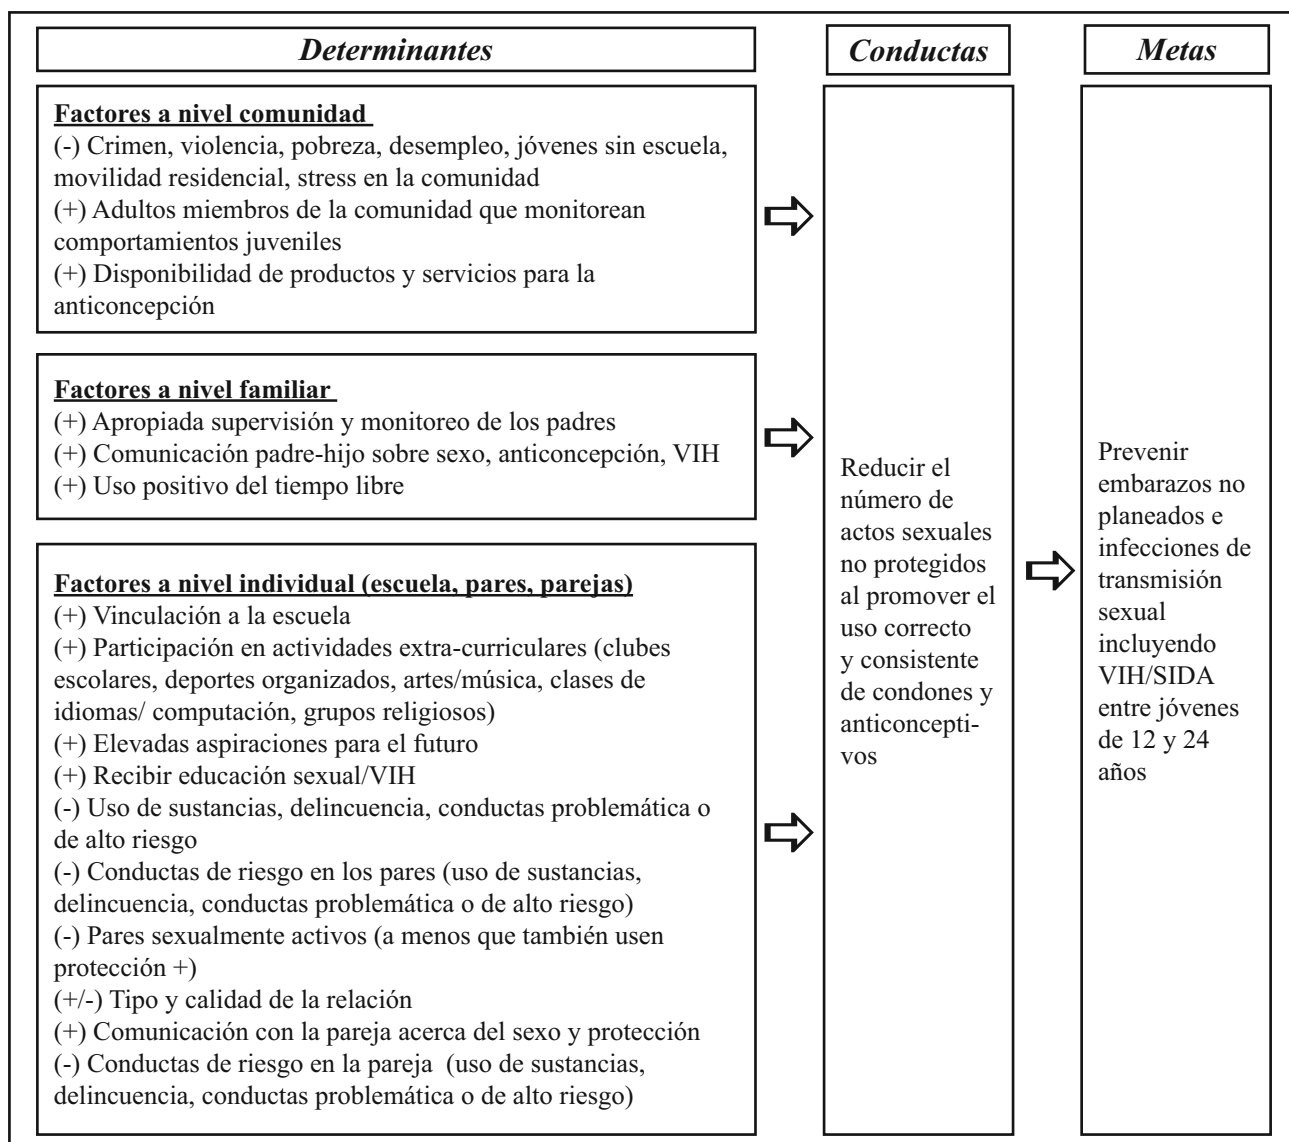 Determinantes
Factores a nivel comunidad
(-) Crimen, violencia, pobreza, desempleo, jóvenes sin escuela,
movilidad residencial, stress en la comunidad
(+) Adultos miembros de la comunidad que monitorean
comportamientos juveniles
(+) Disponibilidad de productos y servicios para la
anticoncepción
Factores a nivel familiar
(+) Apropiada supervisión y monitoreo de los padres
(+) Comunicación padre-hijo sobre sexo, anticoncepción, VIH
(+) Uso positivo del tiempo libre
Factores a nivel individual (escuela, pares, parejas)
(+) Vinculación a la escuela
(+) Participación en actividades extra-curriculares (clubes
escolares, deportes organizados, artes/música, clases de
idiomas/ computación, grupos religiosos)
(+) Elevadas aspiraciones para el futuro
(+) Recibir educación sexual/VIH
(-) Uso de sustancias, delincuencia, conductas problemática o
de alto riesgo
(-) Conductas de riesgo en los pares (uso de sustancias,
delincuencia, conductas problemática o de alto riesgo)
(-) Pares sexualmente activos (a menos que también usen
protección +)
(+/-) Tipo y calidad de la relación
(+) Comunicación con la pareja acerca del sexo y protección
(-) Conductas de riesgo en la pareja  (uso de sustancias,
delincuencia, conductas problemática o de alto riesgo)
Conductas
Reducir el
número de
actos sexuales
no protegidos
al promover el
uso correcto
y consistente
de condones y
anticoncepti-
vos
Metas
Prevenir
embarazos no
planeados e
infecciones de
transmisión
sexual
incluyendo
VIH/SIDA
entre jóvenes
de 12 y 24
años